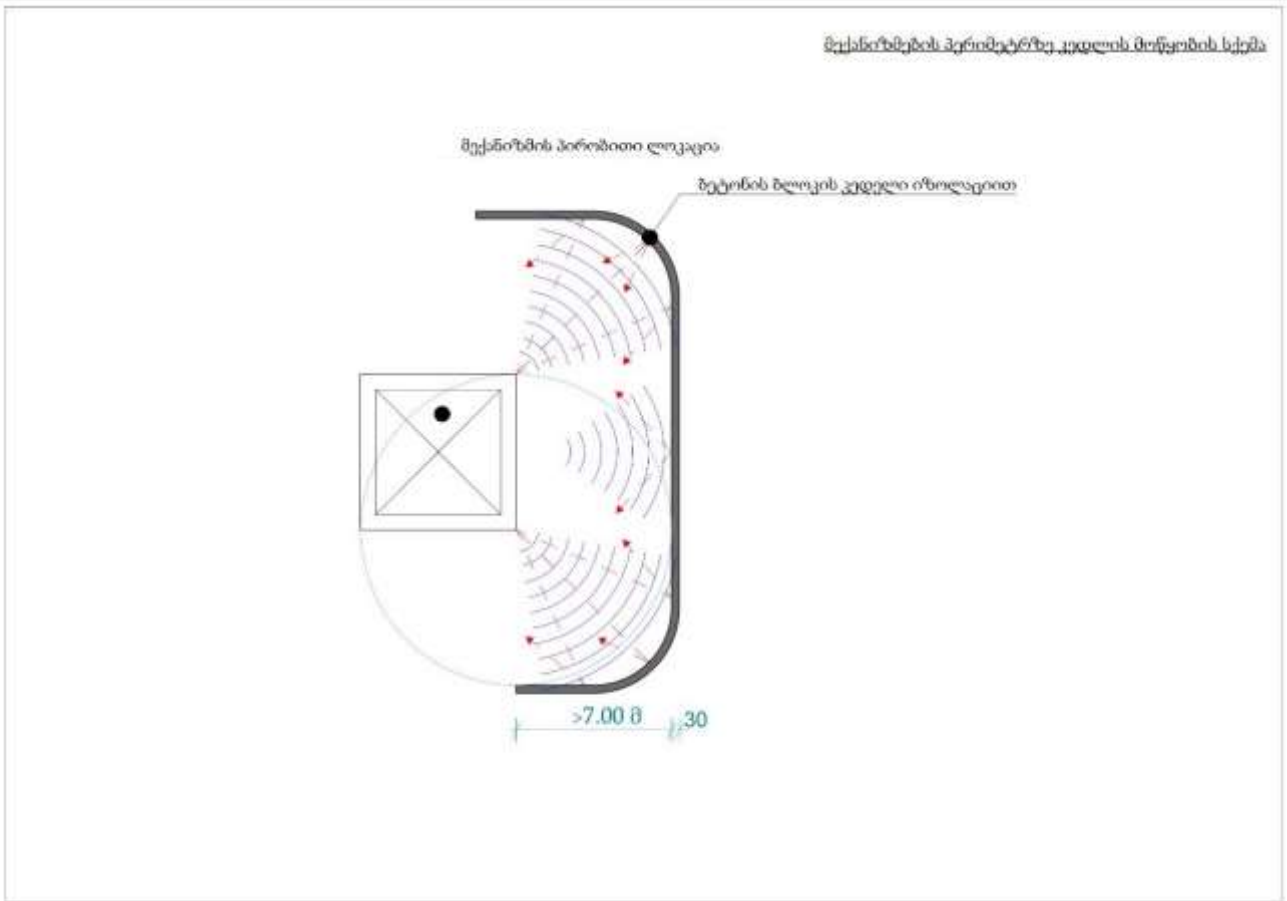 მექანიზმების პერიმეტრზე კედლის მოწყობის სქემა
მექანიზმის პირობითი ლოკაცია
ბეტონის ბლოკის კედელი იზოლაციით
>7.00 მ
30